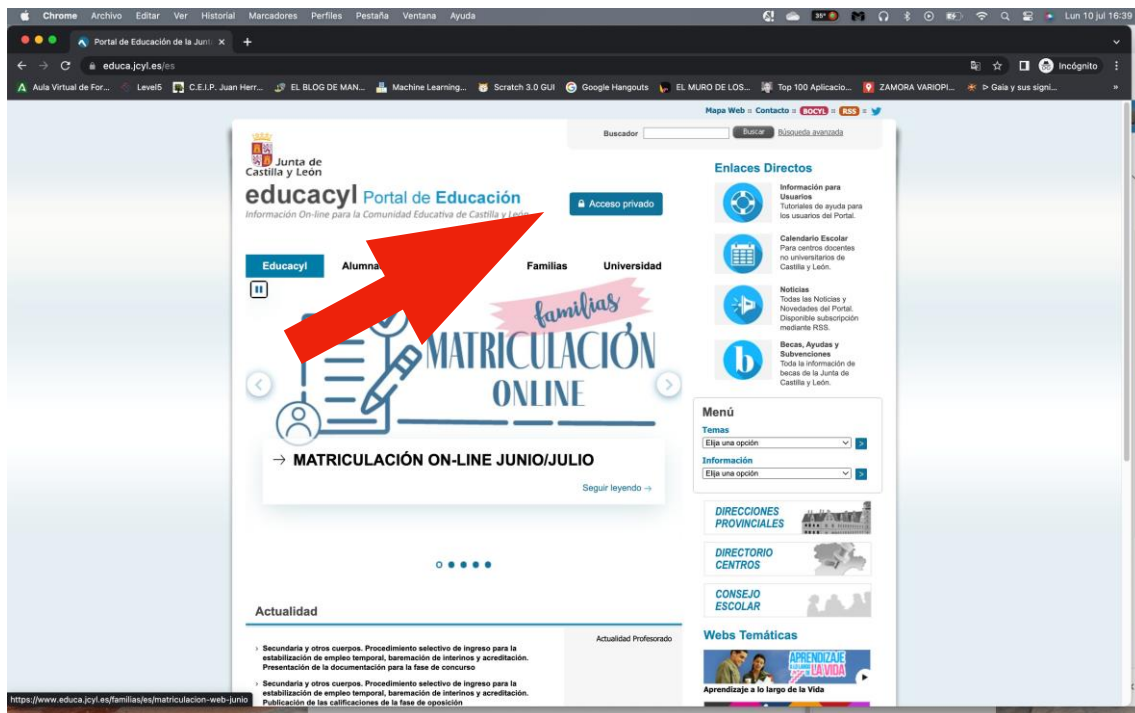 Chrome Archivo Editar Ver Historial Marcadores Perfiles Pestaña Ventana Ayuda
35° Lun 10 jul 16:39
Portal de Educación de la Junt
educa.jcyl.es/es
Incógnito
Aula Virtual de For... Level5 C.E.I.P. Juan Herr... EL BLOG DE MAN... Machine Learning... Scratch 3.0 GUI Google Hangouts EL MURO DE LOS... Top 100 Aplicacio... ZAMORA VARIOPI... ᐅ Gaia y sus signi... »
Mapa Web :: Contacto :: BOCYL :: RSS ::
Buscador Buscar Búsqueda avanzada
Junta de
Castilla y León
educacyl Portal de Educación
Información On-line para la Comunidad Educativa de Castilla y León
Acceso privado
Educacyl Familias Universidad
familias
MATRICULACIÓN
ONLINE
→ MATRICULACIÓN ON-LINE JUNIO/JULIO
Seguir leyendo →
Actualidad
Actualidad Profesorado
› Secundaria y otros cuerpos. Procedimiento selectivo de ingreso para la
estabilización de empleo temporal, baremación de interinos y acreditación.
Presentación de la documentación para la fase de concurso
› Secundaria y otros cuerpos. Procedimiento selectivo de ingreso para la
estabilización de empleo temporal, baremación de interinos y acreditación.
Publicación de las calificaciones de la fase de oposición
Enlaces Directos
Información para
Usuarios
Tutoriales de ayuda para
los usuarios del Portal.
Calendario Escolar
Para centros docentes
no universitarios de
Castilla y León.
Noticias
Todas las Noticias y
Novedades del Portal.
Disponible subscripción
mediante RSS.
b
Becas, Ayudas y
Subvenciones
Toda la información de
becas de la Junta de
Castilla y León.
Menú
Temas
Elija una opción >
Información
Elija una opción >
DIRECCIONES
PROVINCIALES
DIRECTORIO
CENTROS
CONSEJO
ESCOLAR
Webs Temáticas
APRENDIZAJE
A LO LARGO DE LA VIDA
Aprendizaje a lo largo de la Vida
https://www.educa.jcyl.es/familias/es/matriculacion-web-junio